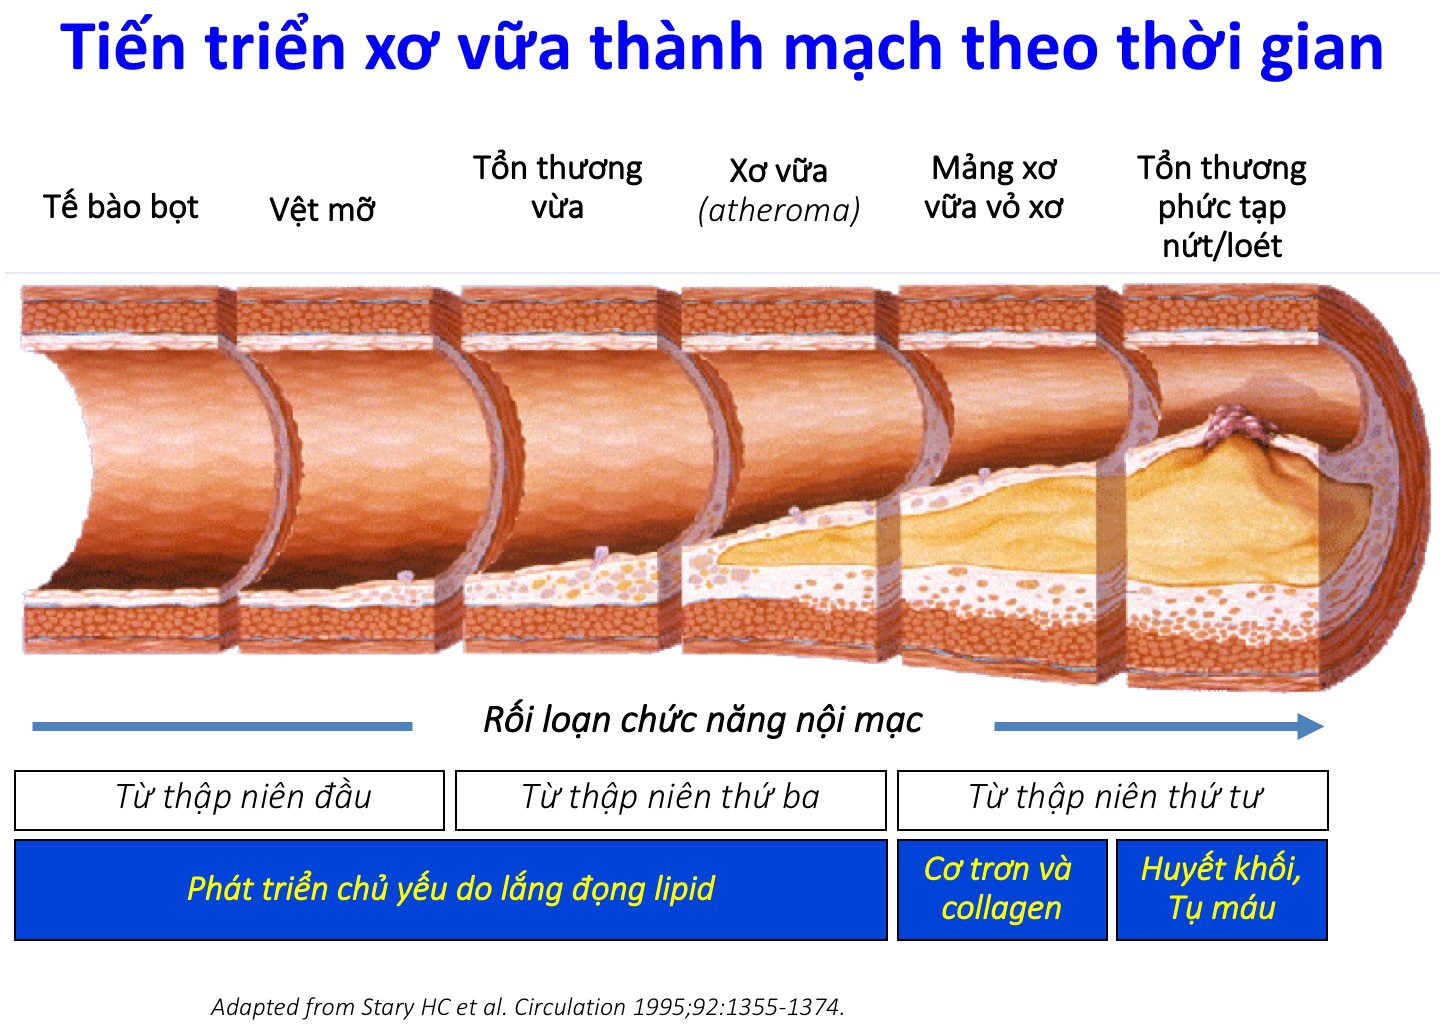 Tiến triển xơ vữa thành mạch theo thời gian
Tế bào bọt
Vệt mỡ
Tổn thương
vừa
Xơ vữa
(atheroma)
Mảng xơ
vữa vỏ xơ
Tổn thương
phức tạp
nứt/loét
Rối loạn chức năng nội mạc
Từ thập niên đầu
Từ thập niên thứ ba
Từ thập niên thứ tư
Phát triển chủ yếu do lắng đọng lipid
Cơ trơn và
collagen
Huyết khối,
Tụ máu
Adapted from Stary HC et al. Circulation 1995;92:1355-1374.